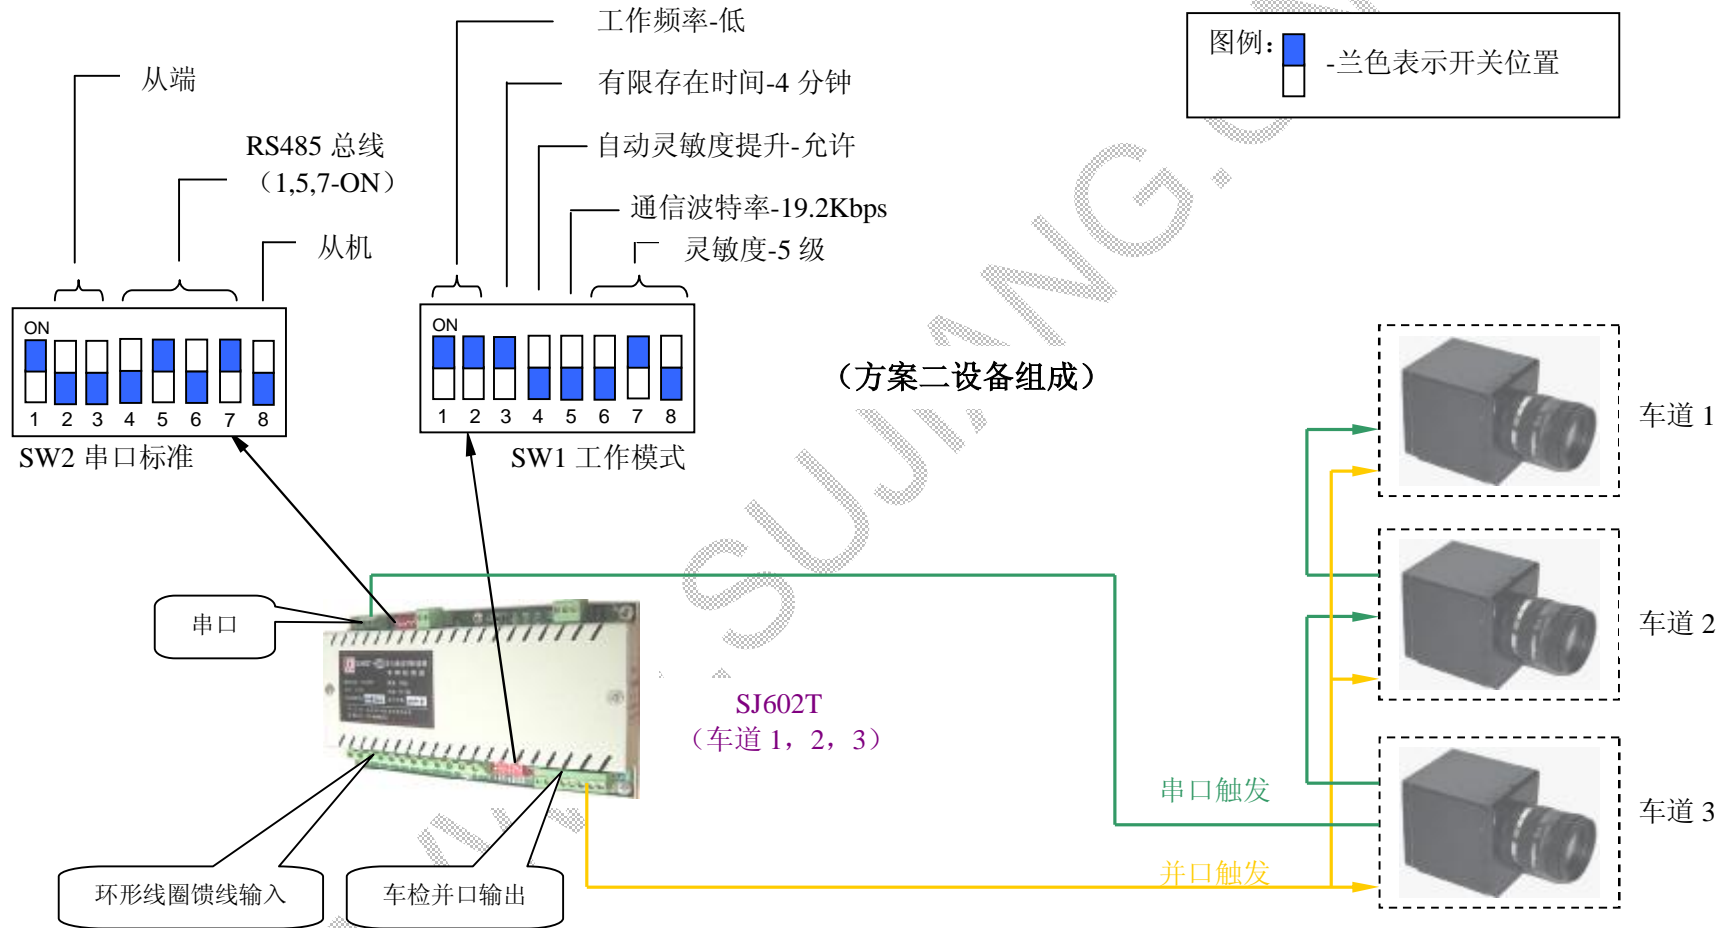 工作频率-低
图例：
-兰色表示开关位置
从端
有限存在时间-4 分钟
RS485 总线
（1,5,7-ON）
自动灵敏度提升-允许
通信波特率-19.2Kbps
从机
灵敏度-5 级
ON
1 2 3 4 5 6 7 8
SW2 串口标准
ON
1 2 3 4 5 6 7 8
SW1 工作模式
（方案二设备组成）
车道 1
串口
车道 2
SJ602T
（车道 1，2，3）
串口触发
车道 3
并口触发
环形线圈馈线输入
车检并口输出
SUJIANG.